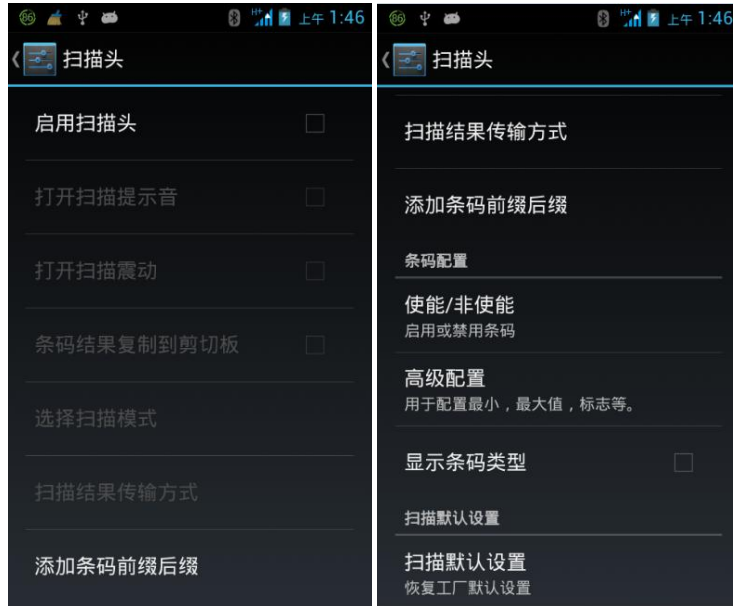 86
H+
上午 1:46
扫描头
启用扫描头
打开扫描提示音
打开扫描震动
条码结果复制到剪切板
选择扫描模式
扫描结果传输方式
添加条码前缀后缀
86
H+
上午 1:46
扫描头
扫描结果传输方式
添加条码前缀后缀
条码配置
使能/非使能
启用或禁用条码
高级配置
用于配置最小，最大值，标志等。
显示条码类型
扫描默认设置
扫描默认设置
恢复工厂默认设置